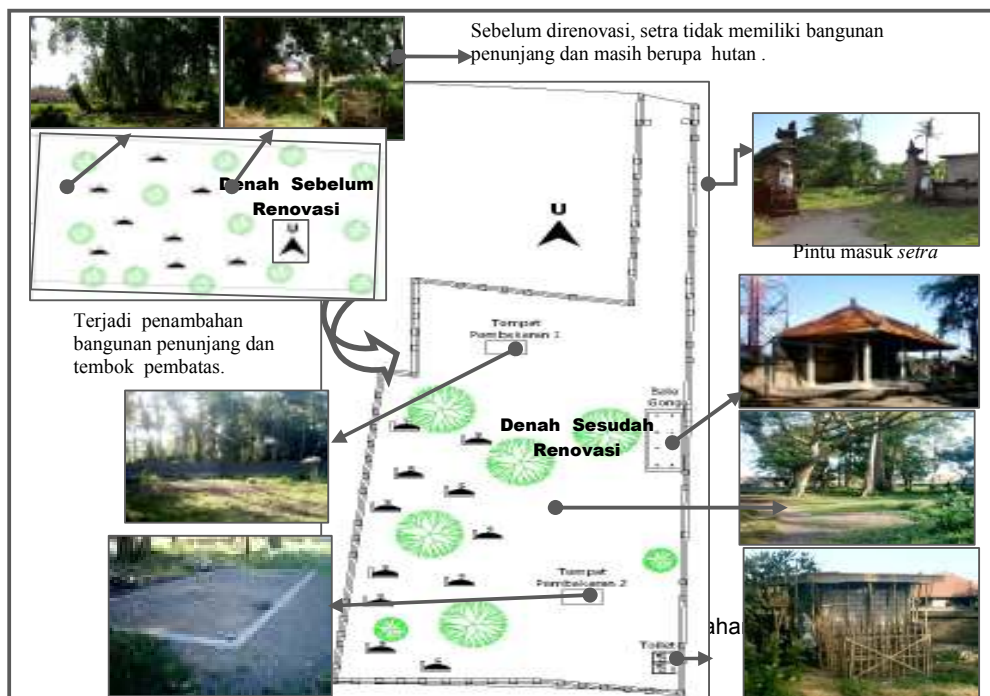 Sebelum direnovasi, setra tidak memiliki bangunan
penunjang dan masih berupa hutan .
Denah Sebelum
Renovasi
U
U
Pintu masuk setra
Terjadi penambahan
bangunan penunjang dan
tembok pembatas.
Tempat
Pembakaran 1
Bale
Gong
Denah Sesudah
Renovasi
Tempat
Pembakaran 2
Toilet